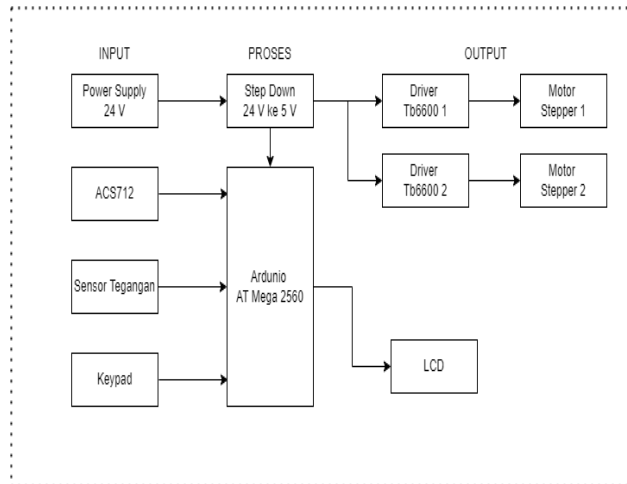 INPUT
PROSES
OUTPUT
Power Supply
24 V
Step Down
24 V ke 5 V
Driver
Tb6600 1
Motor
Stepper 1
ACS712
Driver
Tb6600 2
Motor
Stepper 2
Sensor Tegangan
Ardunio
AT Mega 2560
Keypad
LCD